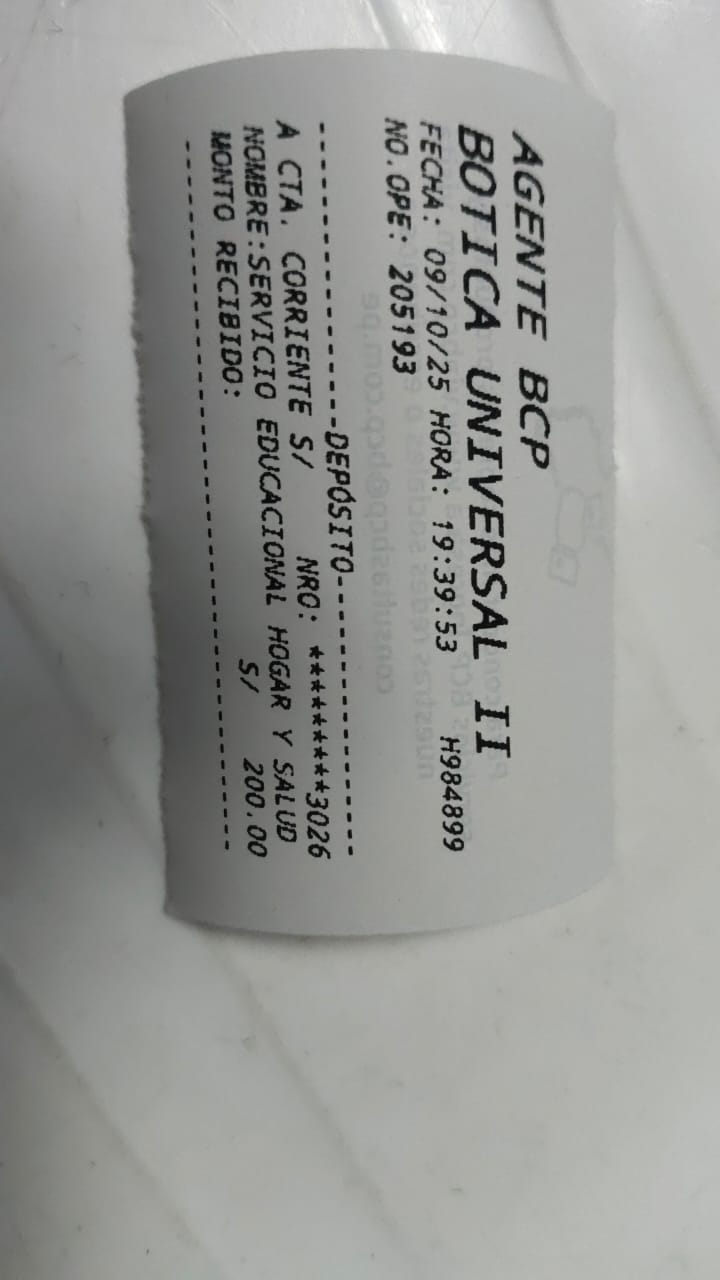 AGENTE BCP
BOTICA UNIVERSAL II
FECHA: 09/10/25 HORA: 19:39:53 H984899
NO.OPE: 205193
-----------------DEPÓSITO-----------------
A CTA. CORRIENTE S/ NRO: *********3026
NOMBRE:SERVICIO EDUCACIONAL HOGAR Y SALUD
MONTO RECIBIDO: S/ 200.00
------------------------------------------